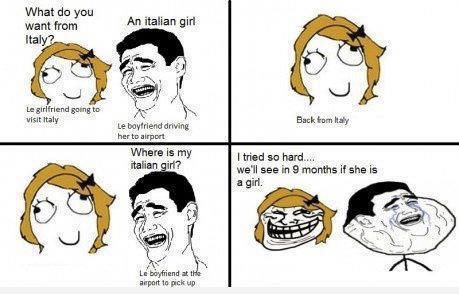 What do you
want from
Italy?
An italian girl
Le girlfriend going to
visit Italy
Le boyfriend driving
her to airport
Back from Italy
Where is my
italian girl?
Le boyfriend at the
airport to pick up
I tried so hard....
we'll see in 9 months if she is
a girl.